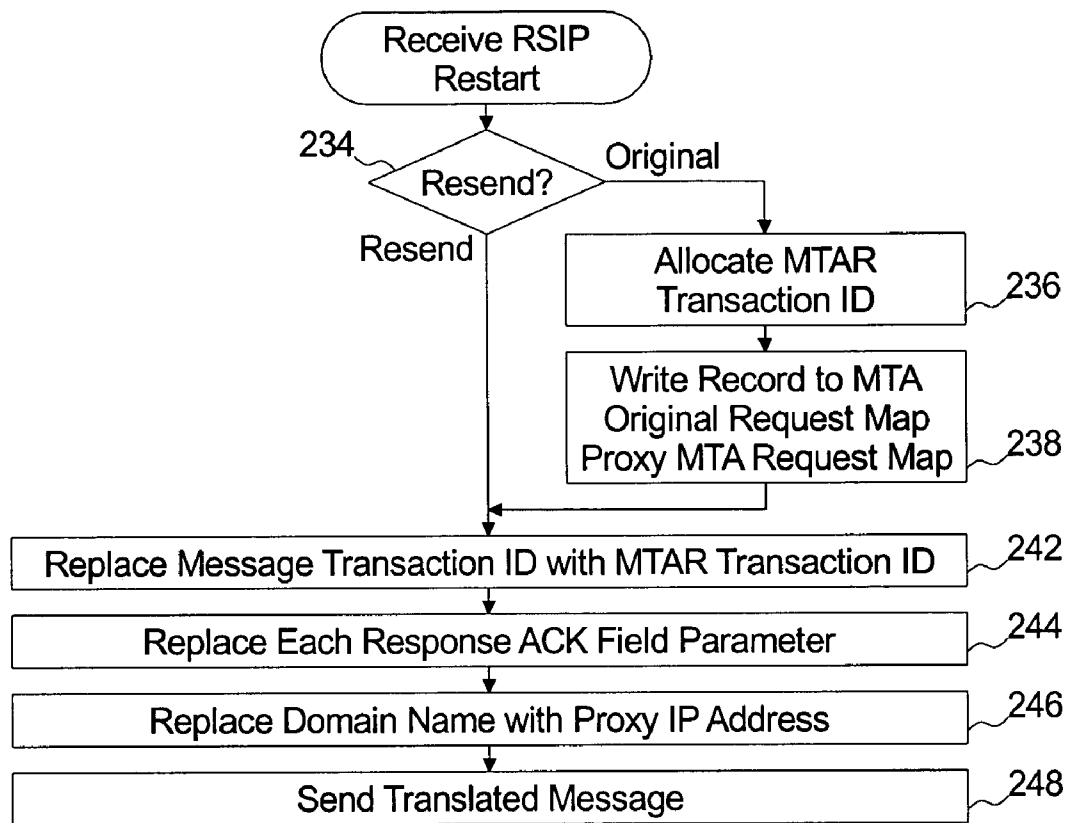 Receive RSIP
Restart
234
Resend?
Original
Resend
Allocate MTAR
Transaction ID
236
Write Record to MTA
Original Request Map
Proxy MTA Request Map
238
Replace Message Transaction ID with MTAR Transaction ID
242
Replace Each Response ACK Field Parameter
244
Replace Domain Name with Proxy IP Address
246
Send Translated Message
248